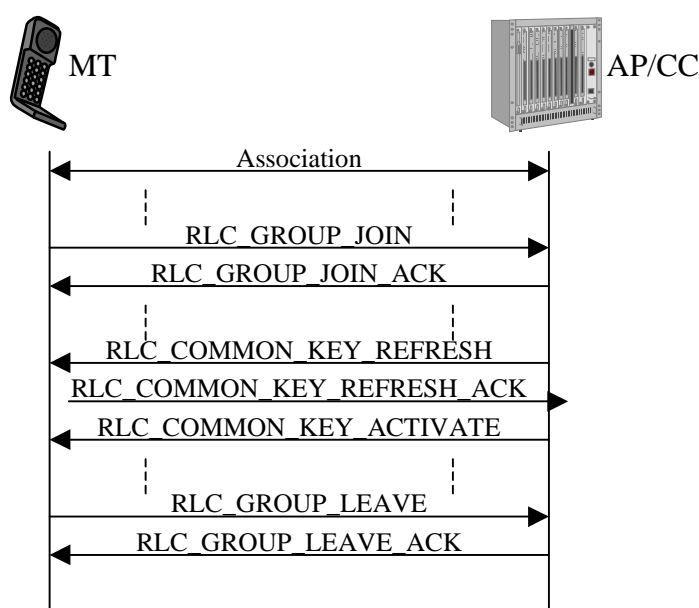 MT
AP/CC
Association
RLC_GROUP_JOIN
RLC_GROUP_JOIN_ACK
RLC_COMMON_KEY_REFRESH
RLC_COMMON_KEY_REFRESH_ACK
RLC_COMMON_KEY_ACTIVATE
RLC_GROUP_LEAVE
RLC_GROUP_LEAVE_ACK